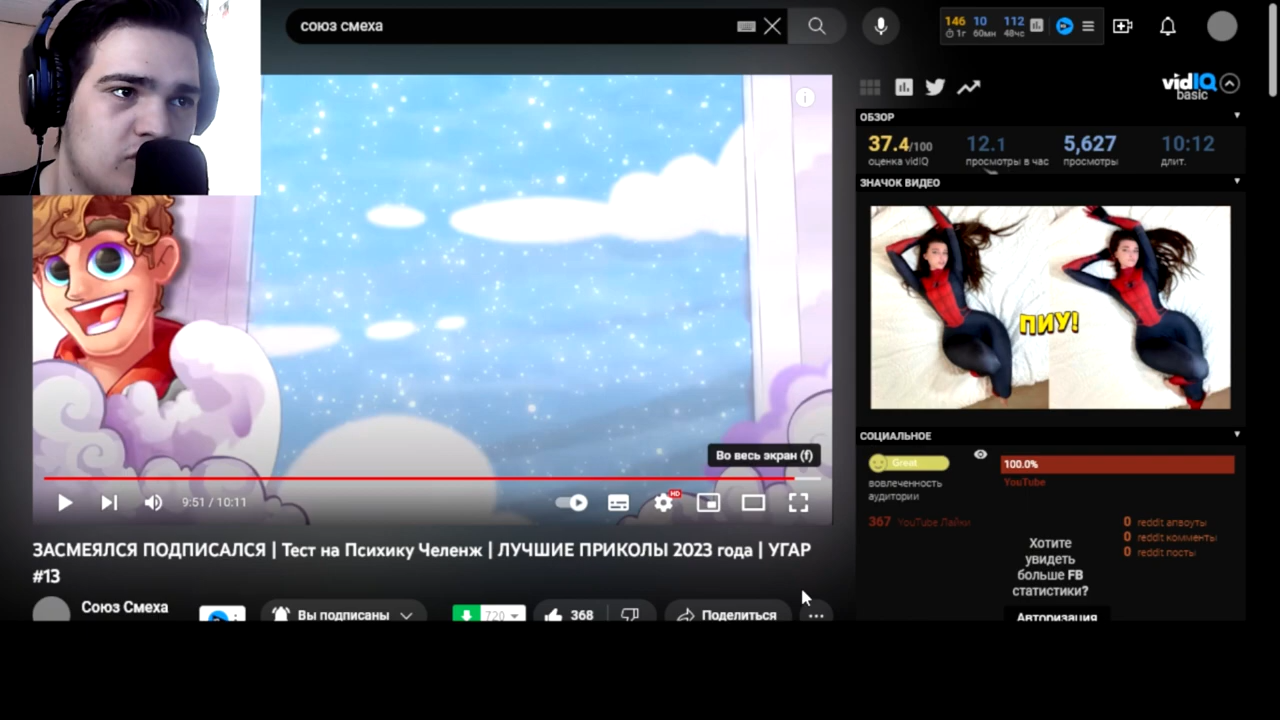 союз смеха
146 10 112
1г 60мн 48чс
vidIQ
basic
ОБЗОР
37.4/100 12.1 5,627 10:12
оценка vidIQ просмотры в час просмотры длит.
ЗНАЧОК ВИДЕО
ПИУ!
СОЦИАЛЬНОЕ
Great
100.0%
YouTube
вовлеченность
аудитории
367 YouTube Лайки
0 reddit апвоуты
0 reddit комменты
0 reddit посты
Хотите
увидеть
больше FB
статистики?
Авторизация
Во весь экран (f)
HD
9:51 / 10:11
ЗАСМЕЯЛСЯ ПОДПИСАЛСЯ | Тест на Психику Челенж | ЛУЧШИЕ ПРИКОЛЫ 2023 года | УГАР
#13
Союз Смеха
Вы подписаны
720
368
Поделиться